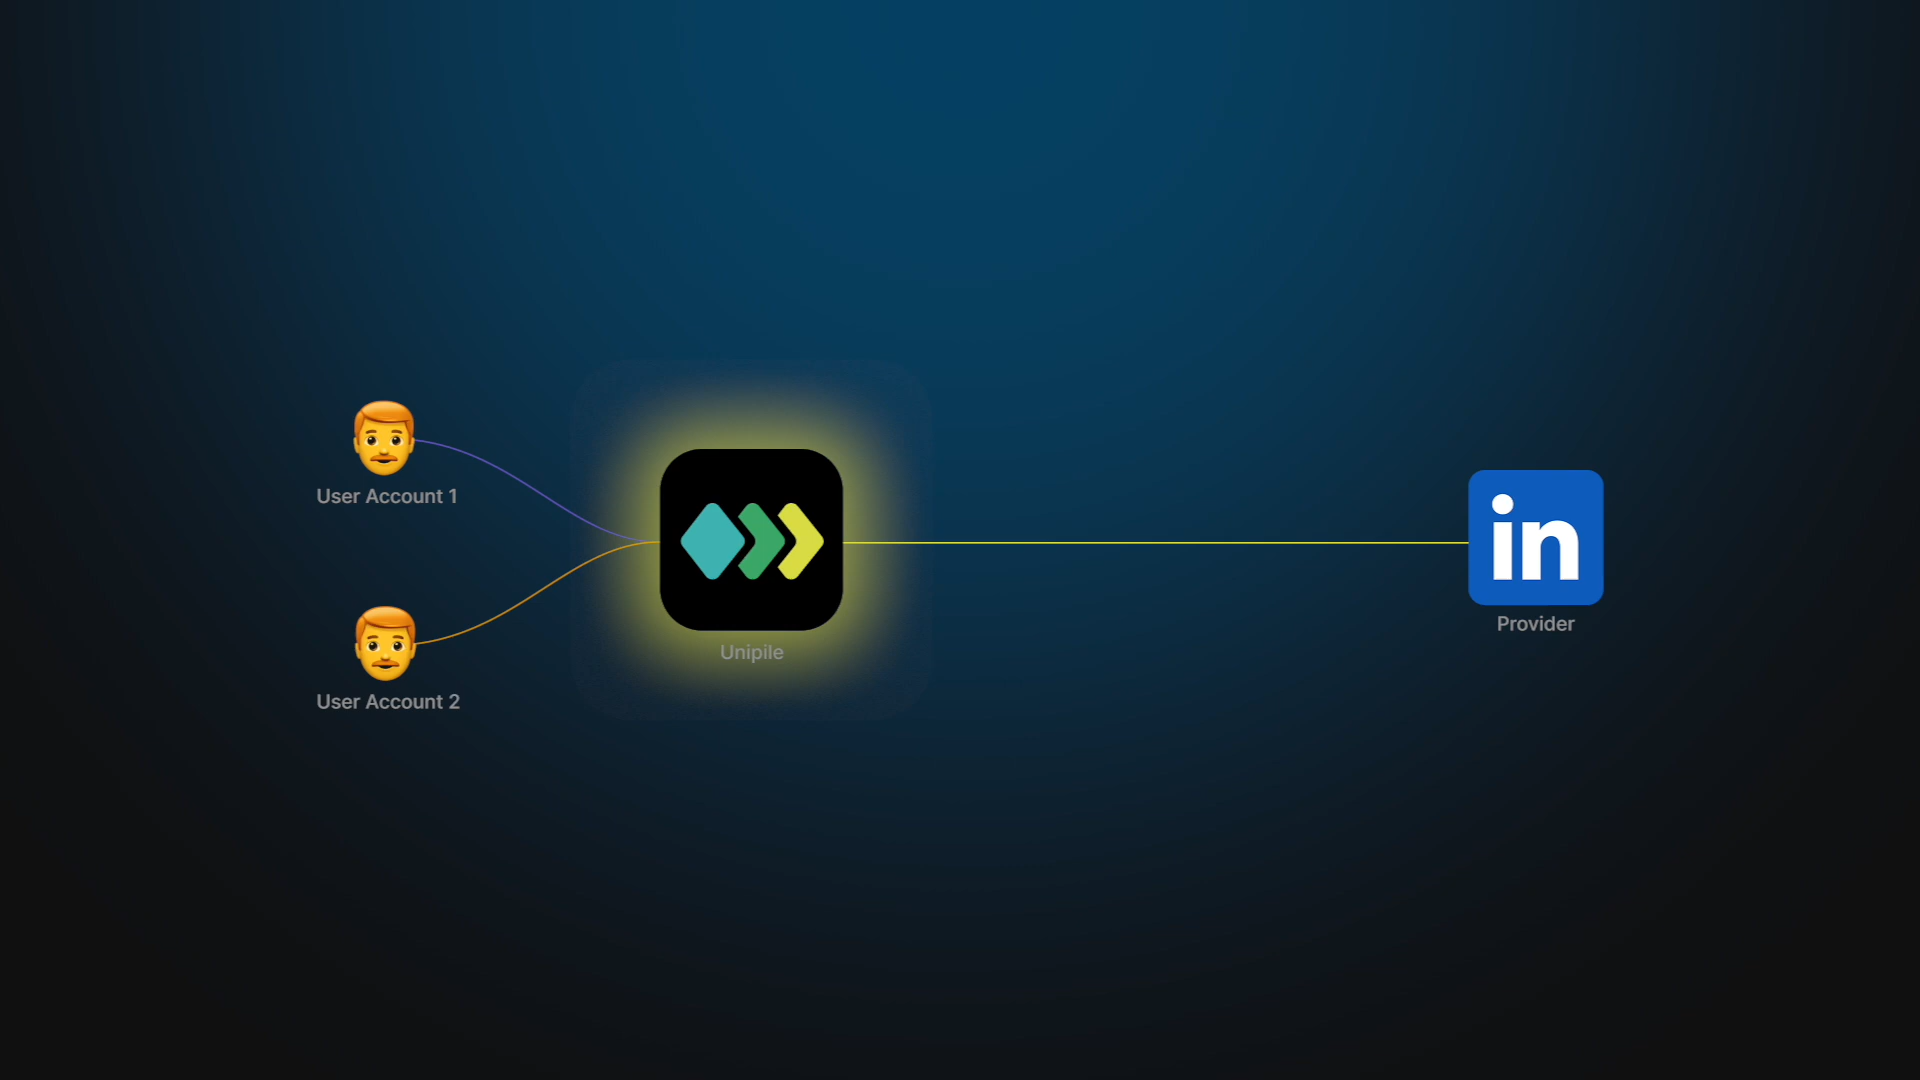 User Account 1
User Account 2
Unipile
in
Provider